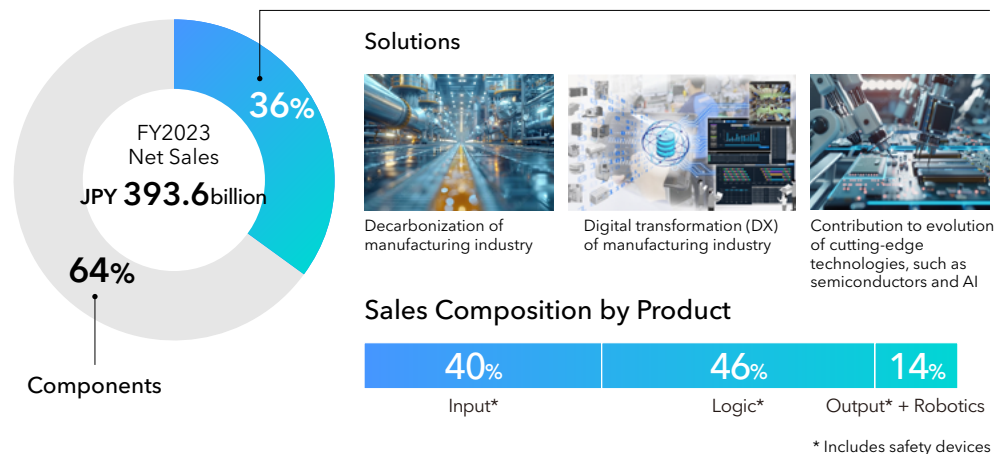 36%
FY2023
Net Sales
JPY 393.6billion
64%
Components
Solutions
Decarbonization of
manufacturing industry
Digital transformation (DX)
of manufacturing industry
Contribution to evolution
of cutting-edge
technologies, such as
semiconductors and AI
Sales Composition by Product
40%
46%
14%
Input*
Logic*
Output* + Robotics
* Includes safety devices